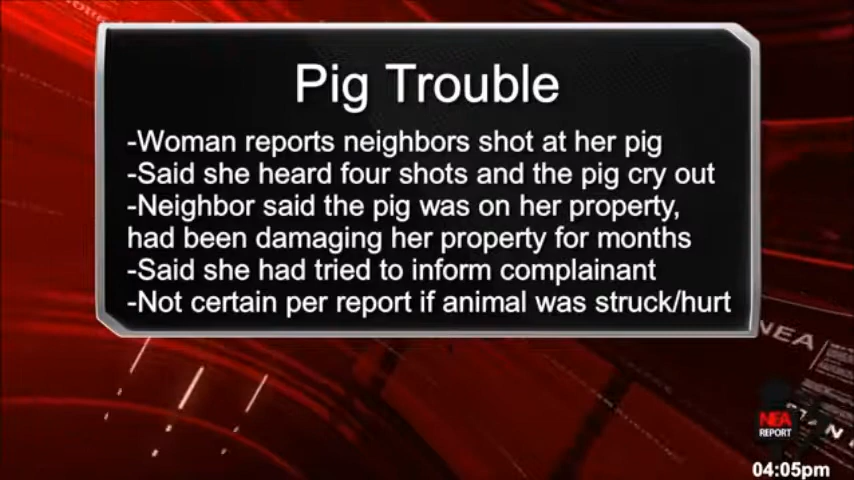 Pig Trouble
-Woman reports neighbors shot at her pig
-Said she heard four shots and the pig cry out
-Neighbor said the pig was on her property,
had been damaging her property for months
-Said she had tried to inform complainant
-Not certain per report if animal was struck/hurt
NEA
NEA
REPORT
04:05pm